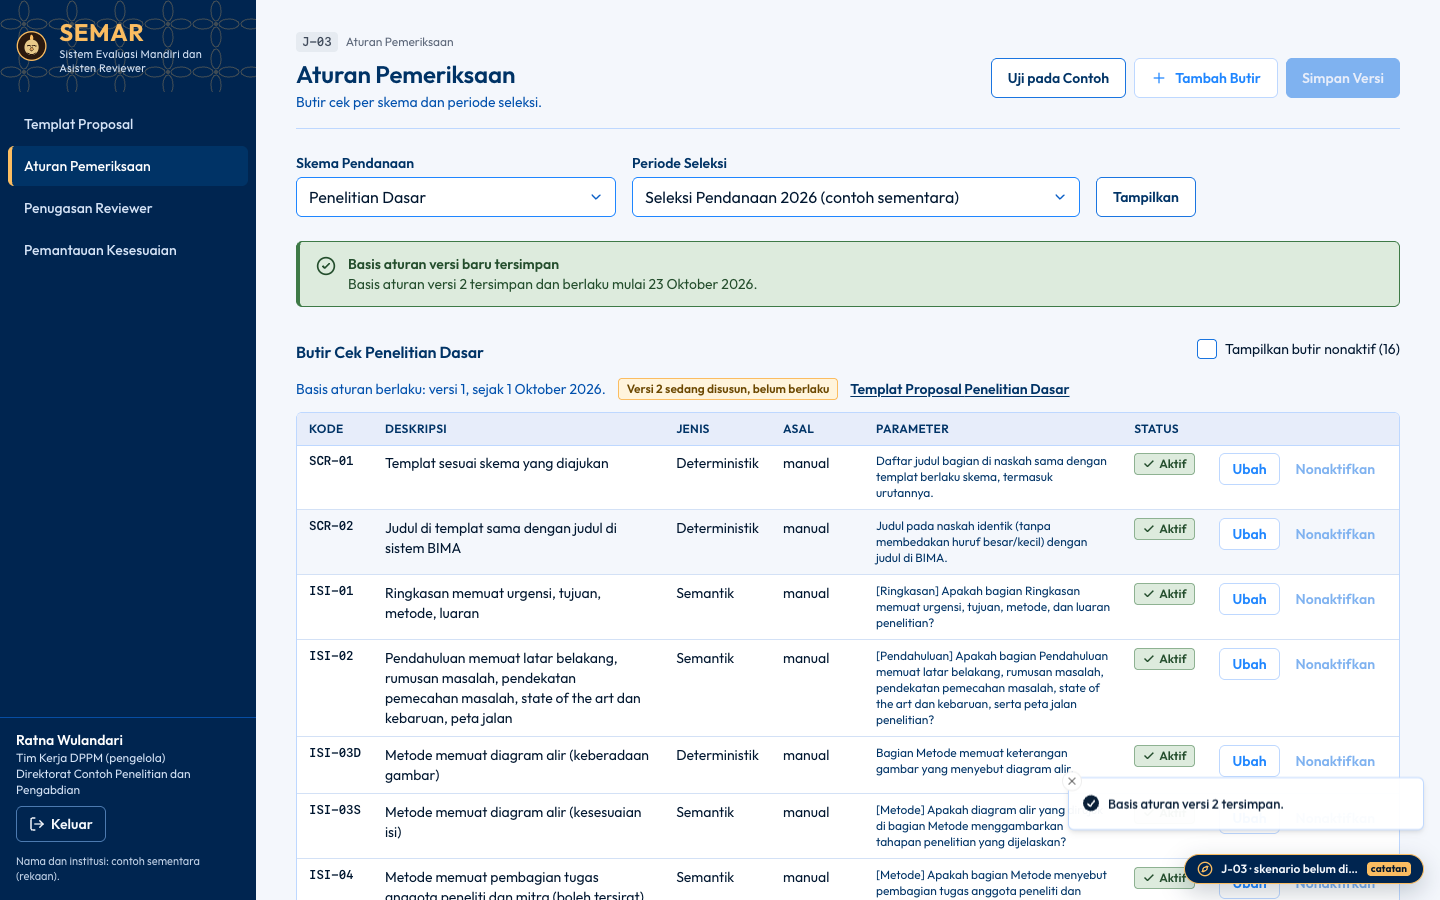 SEMAR
Sistem Evaluasi Mandiri dan
Asisten Reviewer
Templat Proposal
Aturan Pemeriksaan
Penugasan Reviewer
Pemantauan Kesesuaian
Ratna Wulandari
Tim Kerja DPPM (pengelola)
Direktorat Contoh Penelitian dan
Pengabdian
Keluar
Nama dan institusi: contoh sementara
(rekaan).
J-03 Aturan Pemeriksaan
Aturan Pemeriksaan
Butir cek per skema dan periode seleksi.
Uji pada Contoh
Tambah Butir
Simpan Versi
Skema Pendanaan
Penelitian Dasar
Periode Seleksi
Seleksi Pendanaan 2026 (contoh sementara)
Tampilkan
Basis aturan versi baru tersimpan
Basis aturan versi 2 tersimpan dan berlaku mulai 23 Oktober 2026.
Butir Cek Penelitian Dasar
Tampilkan butir nonaktif (16)
Basis aturan berlaku: versi 1, sejak 1 Oktober 2026.
Versi 2 sedang disusun, belum berlaku
Templat Proposal Penelitian Dasar
KODE DESKRIPSI JENIS ASAL PARAMETER STATUS
SCR-01
Templat sesuai skema yang diajukan
Deterministik
manual
Daftar judul bagian di naskah sama dengan
templat berlaku skema, termasuk
urutannya.
Aktif
Ubah
Nonaktifkan
SCR-02
Judul di templat sama dengan judul di
sistem BIMA
Deterministik
manual
Judul pada naskah identik (tanpa
membedakan huruf besar/kecil) dengan
judul di BIMA.
Aktif
Ubah
Nonaktifkan
ISI-01
Ringkasan memuat urgensi, tujuan,
metode, luaran
Semantik
manual
[Ringkasan] Apakah bagian Ringkasan
memuat urgensi, tujuan, metode, dan luaran
penelitian?
Aktif
Ubah
Nonaktifkan
ISI-02
Pendahuluan memuat latar belakang,
rumusan masalah, pendekatan
pemecahan masalah, state of the art dan
kebaruan, peta jalan
Semantik
manual
[Pendahuluan] Apakah bagian Pendahuluan
memuat latar belakang, rumusan masalah,
pendekatan pemecahan masalah, state of
the art dan kebaruan, serta peta jalan
penelitian?
Aktif
Ubah
Nonaktifkan
ISI-03D
Metode memuat diagram alir (keberadaan
gambar)
Deterministik
manual
Bagian Metode memuat keterangan
gambar yang menyebut diagram alir.
Aktif
Ubah
Nonaktifkan
ISI-03S
Metode memuat diagram alir (kesesuaian
isi)
Semantik
manual
[Metode] Apakah diagram alir yang
di bagian Metode menggambarkan
tahapan penelitian yang dijelaskan?
Basis aturan versi 2 tersimpan.
ISI-04
Metode memuat pembagian tugas
anggota peneliti dan mitra (boleh tersirat)
Semantik
manual
[Metode] Apakah bagian Metode menyebut
pembagian tugas anggota peneliti dan
Aktif
Ubah
Nonaktifkan
J-03 · skenario belum di... catatan